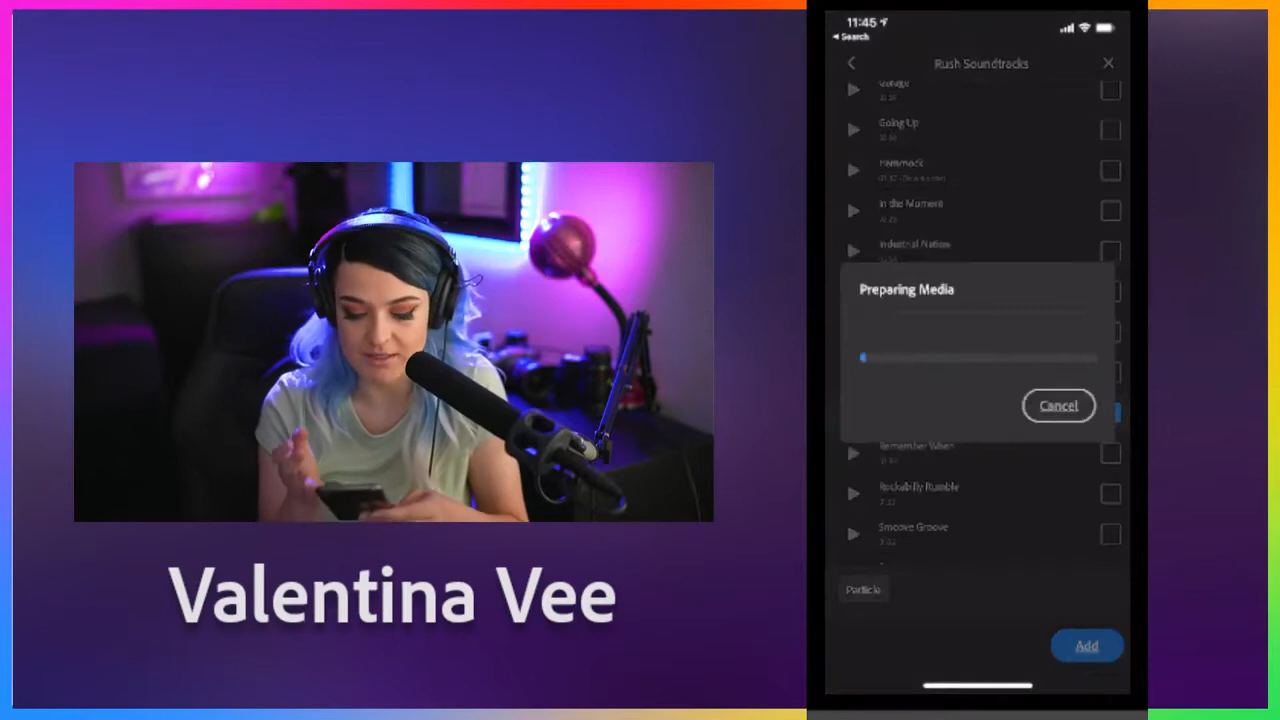 11:45
Search
Rush Soundtracks
Garage
Going Up
Hammock
In the Moment
Industrial Nation
Preparing Media
Cancel
Remember When
Rockabilly Rumble
Smoove Groove
Particle
Add
Valentina Vee